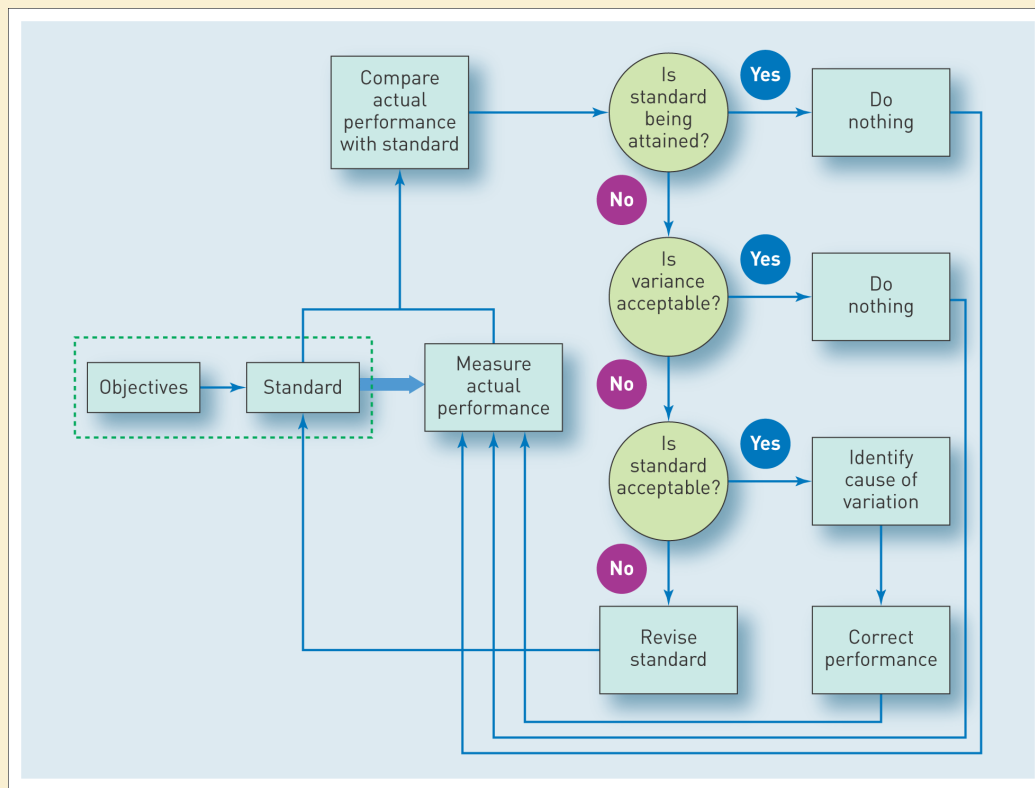 Compare
actual
performance
with standard
Is
standard
being
attained?
Yes
Do
nothing
No
Is
variance
acceptable?
Yes
Do
nothing
Objectives
Standard
Measure
actual
performance
No
Is
standard
acceptable?
Yes
Identify
cause of
variation
No
Revise
standard
Correct
performance